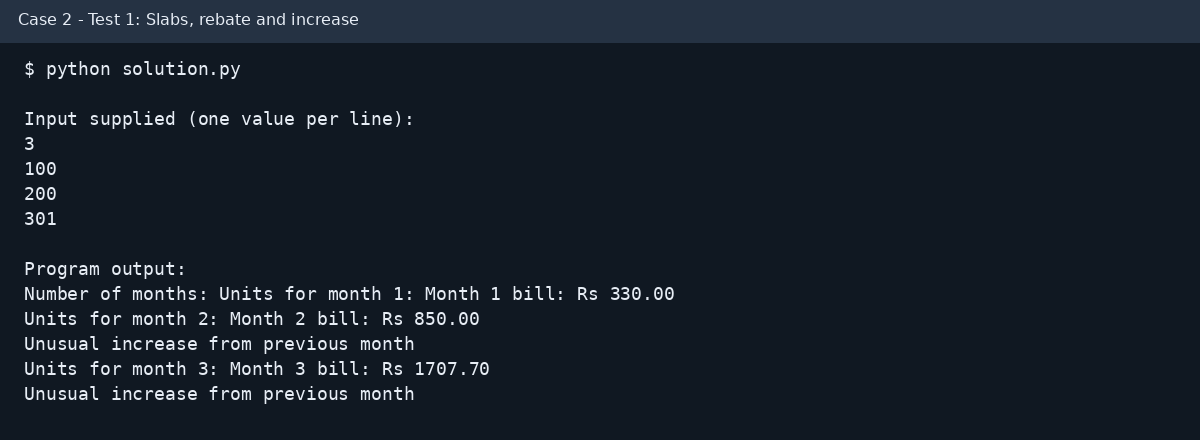 Case 2 - Test 1: Slabs, rebate and increase
$ python solution.py
Input supplied (one value per line):
3
100
200
301
Program output:
Number of months: Units for month 1: Month 1 bill: Rs 330.00
Units for month 2: Month 2 bill: Rs 850.00
Unusual increase from previous month
Units for month 3: Month 3 bill: Rs 1707.70
Unusual increase from previous month